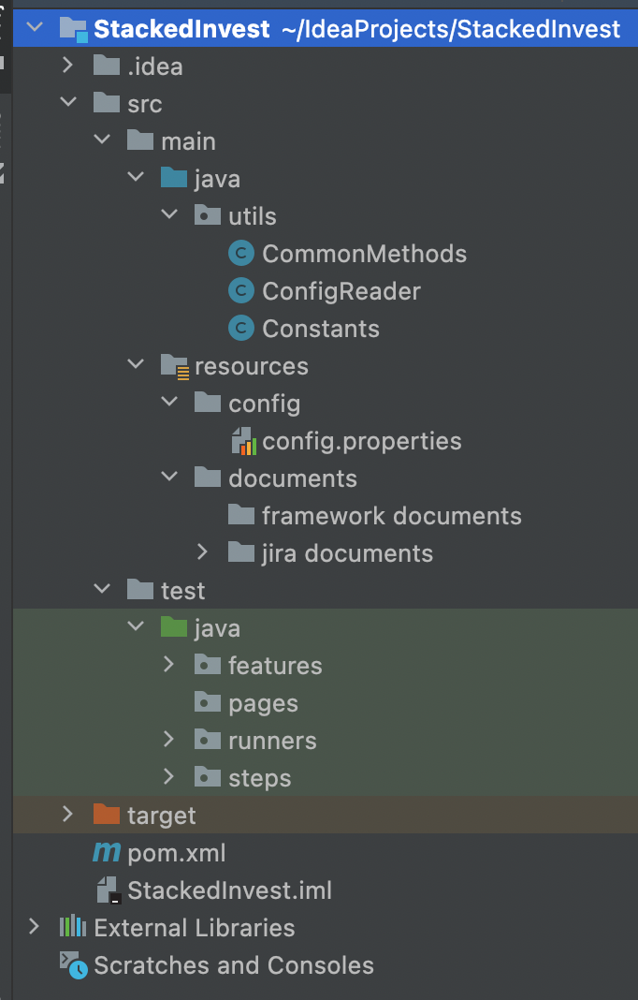 StackedInvest ~/IdeaProjects/StackedInvest
.idea
src
main
java
utils
C CommonMethods
C ConfigReader
C Constants
resources
config
config.properties
documents
framework documents
jira documents
test
java
features
pages
runners
steps
target
m pom.xml
StackedInvest.iml
External Libraries
Scratches and Consoles